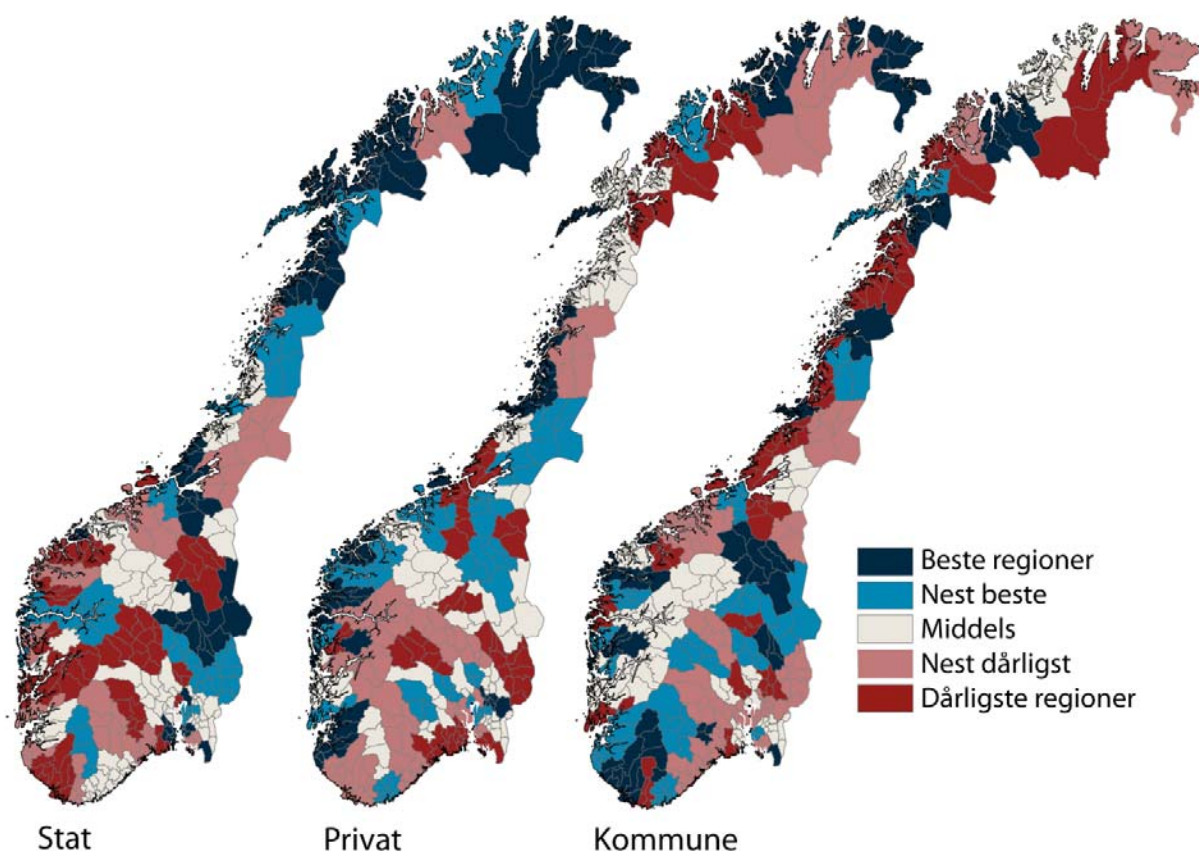 Beste regioner
Nest beste
Middels
Nest dårligst
Dårligste regioner
Stat
Privat
Kommune